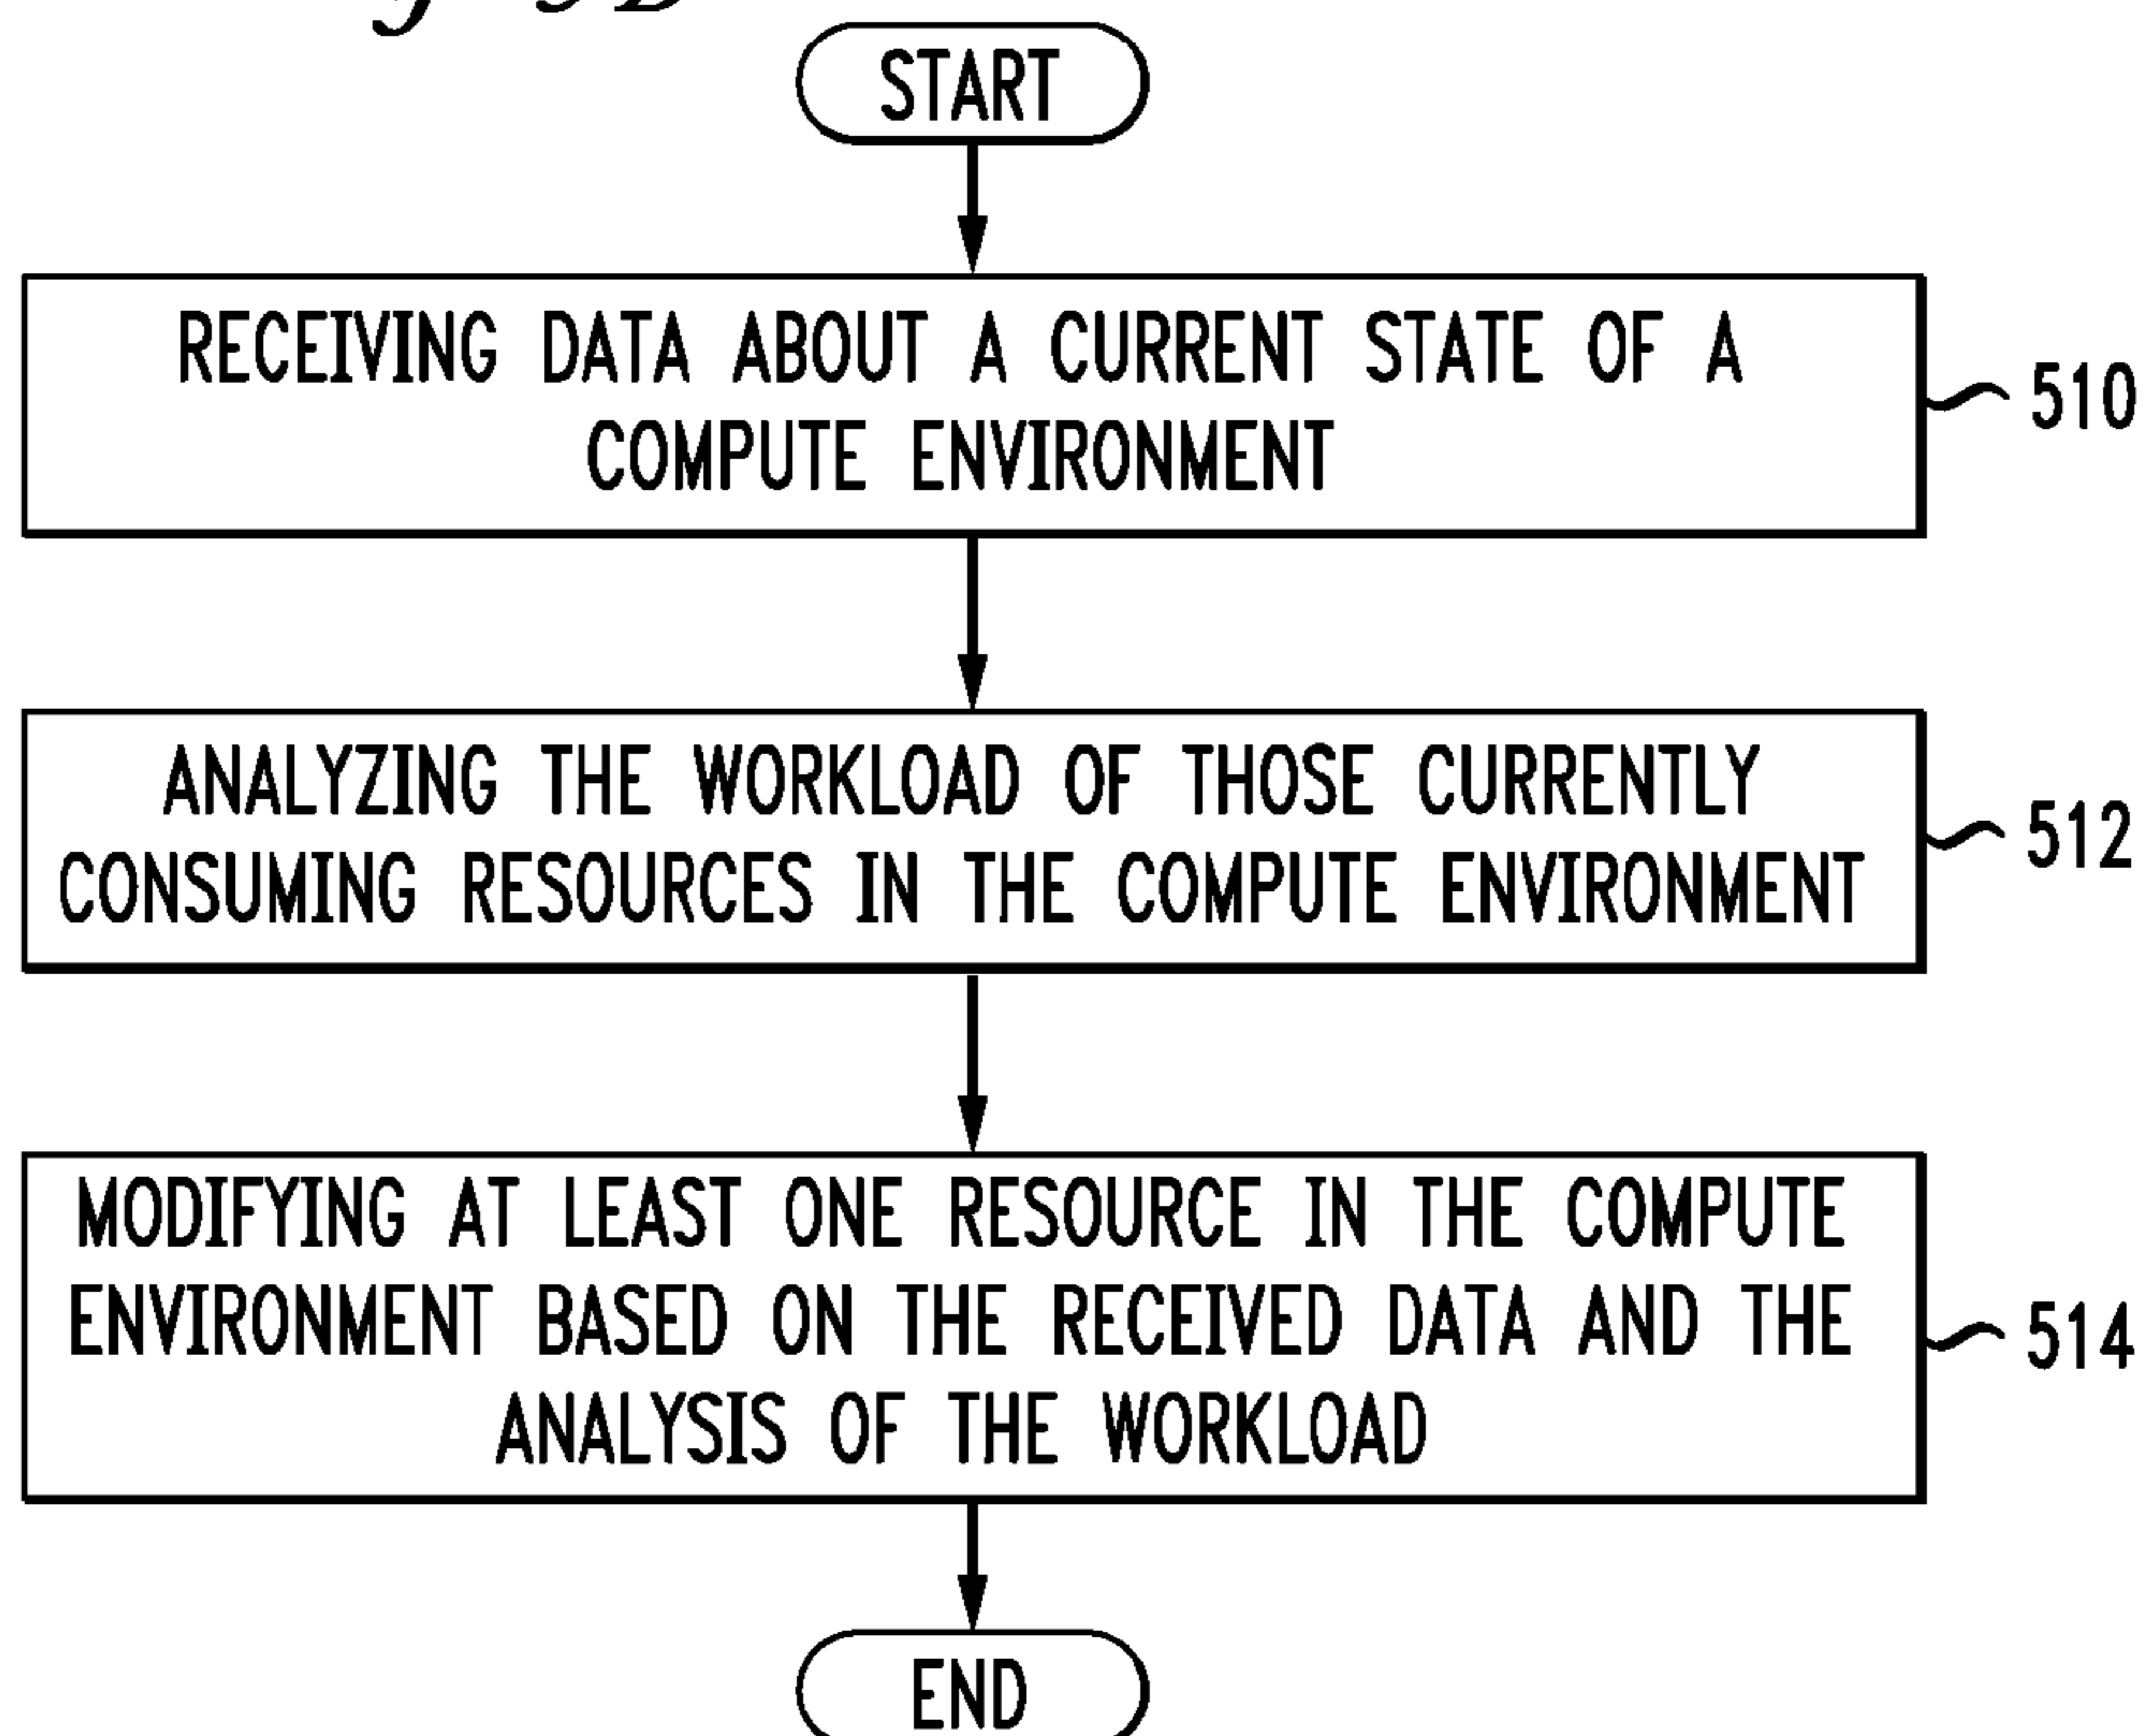 START
RECEIVING DATA ABOUT A CURRENT STATE OF A
COMPUTE ENVIRONMENT
510
ANALYZING THE WORKLOAD OF THOSE CURRENTLY
CONSUMING RESOURCES IN THE COMPUTE ENVIRONMENT
512
MODIFYING AT LEAST ONE RESOURCE IN THE COMPUTE
ENVIRONMENT BASED ON THE RECEIVED DATA AND THE
ANALYSIS OF THE WORKLOAD
514
END